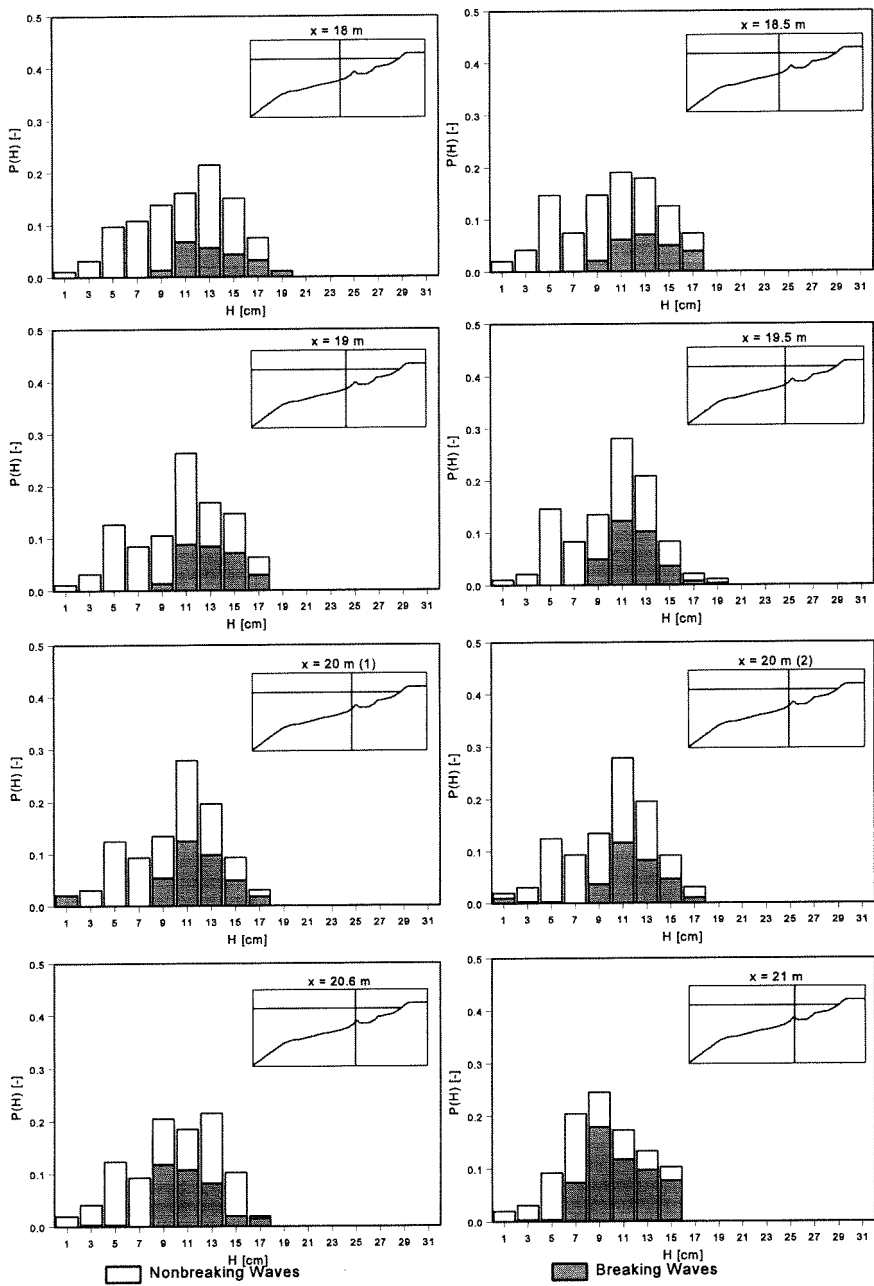 x = 18 m
P(H) [-]
0.5
0.4
0.3
0.2
0.1
0.0
1 3 5 7 9 11 13 15 17 19 21 23 25 27 29 31
H [cm]
x = 18.5 m
P(H) [-]
0.5
0.4
0.3
0.2
0.1
0.0
1 3 5 7 9 11 13 15 17 19 21 23 25 27 29 31
H [cm]
x = 19 m
P(H) [-]
0.5
0.4
0.3
0.2
0.1
0.0
1 3 5 7 9 11 13 15 17 19 21 23 25 27 29 31
H [cm]
x = 19.5 m
P(H) [-]
0.5
0.4
0.3
0.2
0.1
0.0
1 3 5 7 9 11 13 15 17 19 21 23 25 27 29 31
H [cm]
x = 20 m (1)
P(H) [-]
0.5
0.4
0.3
0.2
0.1
0.0
1 3 5 7 9 11 13 15 17 19 21 23 25 27 29 31
H [cm]
x = 20 m (2)
P(H) [-]
0.5
0.4
0.3
0.2
0.1
0.0
1 3 5 7 9 11 13 15 17 19 21 23 25 27 29 31
H [cm]
x = 20.6 m
P(H) [-]
0.5
0.4
0.3
0.2
0.1
0.0
1 3 5 7 9 11 13 15 17 19 21 23 25 27 29 31
H [cm]
x = 21 m
P(H) [-]
0.5
0.4
0.3
0.2
0.1
0.0
1 3 5 7 9 11 13 15 17 19 21 23 25 27 29 31
H [cm]
Nonbreaking Waves
Breaking Waves